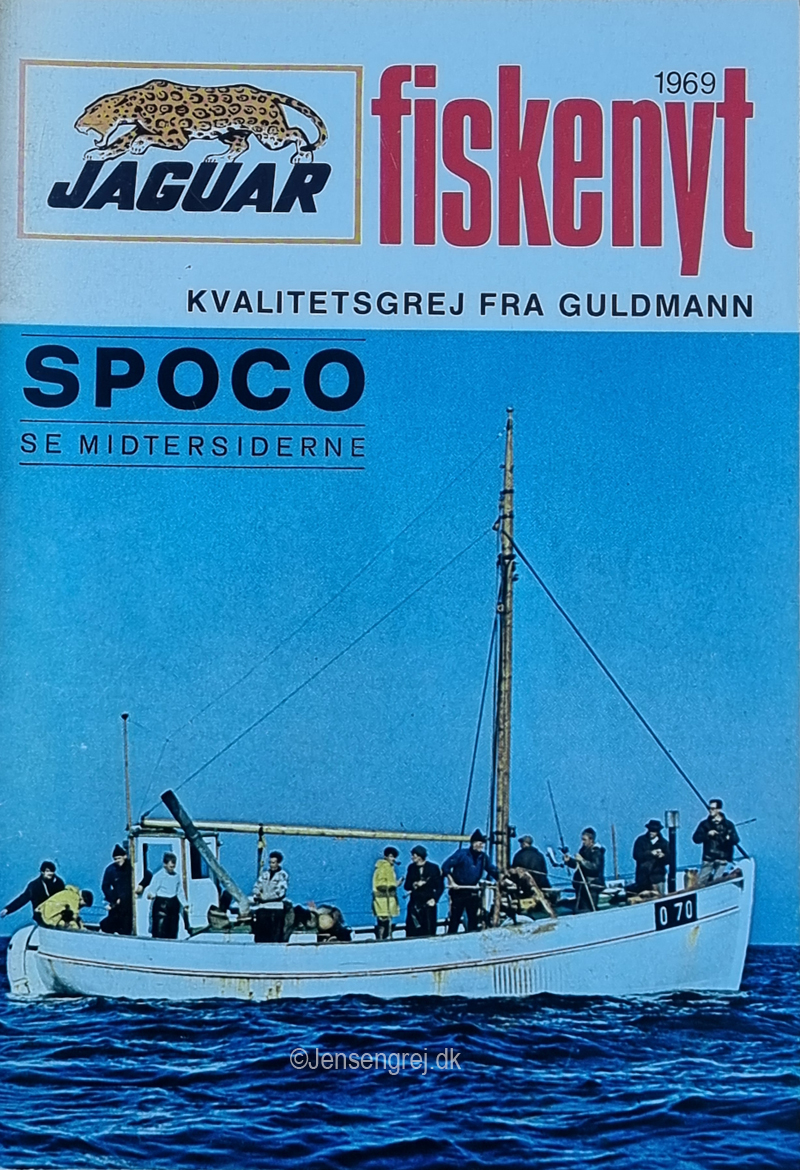 JAGUAR
fiskenyt
1969
KVALITETSGREJ FRA GULDMANN
SPOCO
SE MIDTERSIDERNE
O 70
©Jensengrej.dk